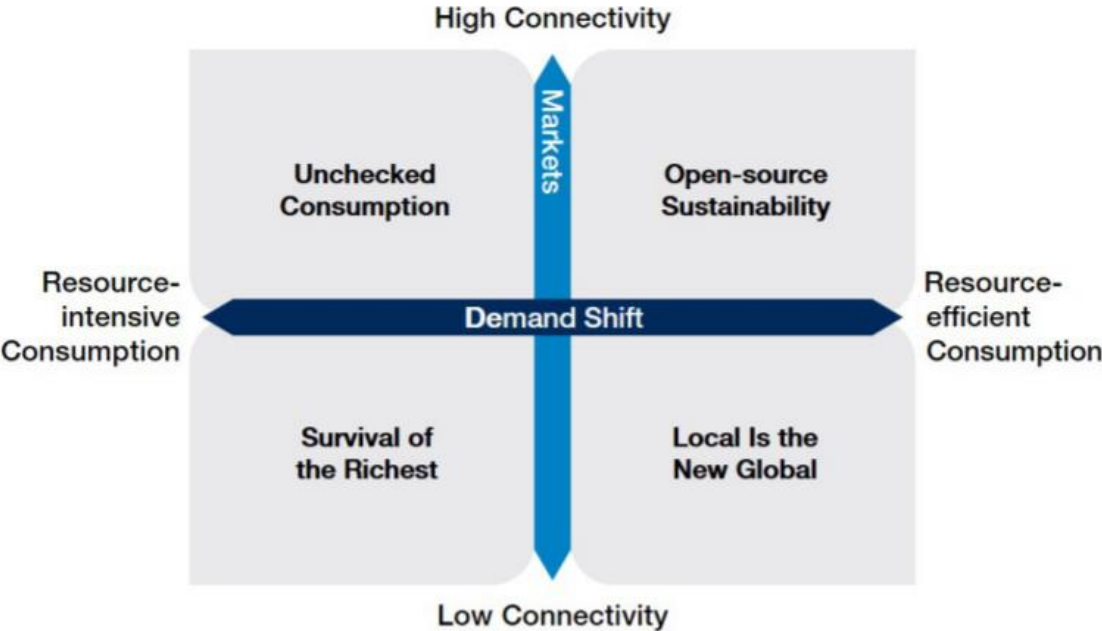 High Connectivity
Markets
Unchecked
Consumption
Open-source
Sustainability
Resource-
intensive
Consumption
Demand Shift
Resource-
efficient
Consumption
Survival of
the Richest
Local Is the
New Global
Low Connectivity